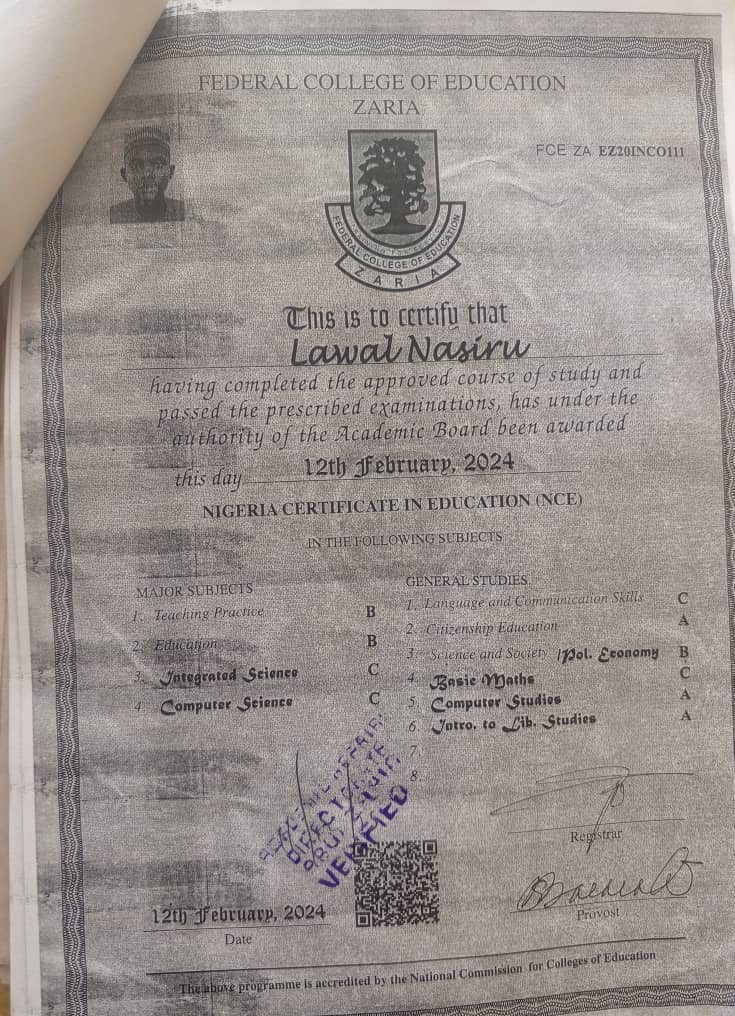 FEDERAL COLLEGE OF EDUCATION
ZARIA
FCE ZA EZ20INCO111
FEDERAL COLLEGE OF EDUCATION
ZARIA
This is to certify that
Lawal Nasiru
having completed the approved course of study and
passed the prescribed examinations, has under the
authority of the Academic Board been awarded
this day 12th February, 2024
NIGERIA CERTIFICATE IN EDUCATION (NCE)
IN THE FOLLOWING SUBJECTS
MAJOR SUBJECTS
1. Teaching Practice B
2. Education B
3. Integrated Science C
4. Computer Science C
GENERAL STUDIES
1. Language and Communication Skills C
2. Citizenship Education A
3. Science and Society /Pol. Economy B
4. Basic Maths C
5. Computer Studies A
6. Intro. to Lib. Studies A
7.
8.
VERIFIED
Registrar
Provost
12th February, 2024
Date
The above programme is accredited by the National Commission for Colleges of Education